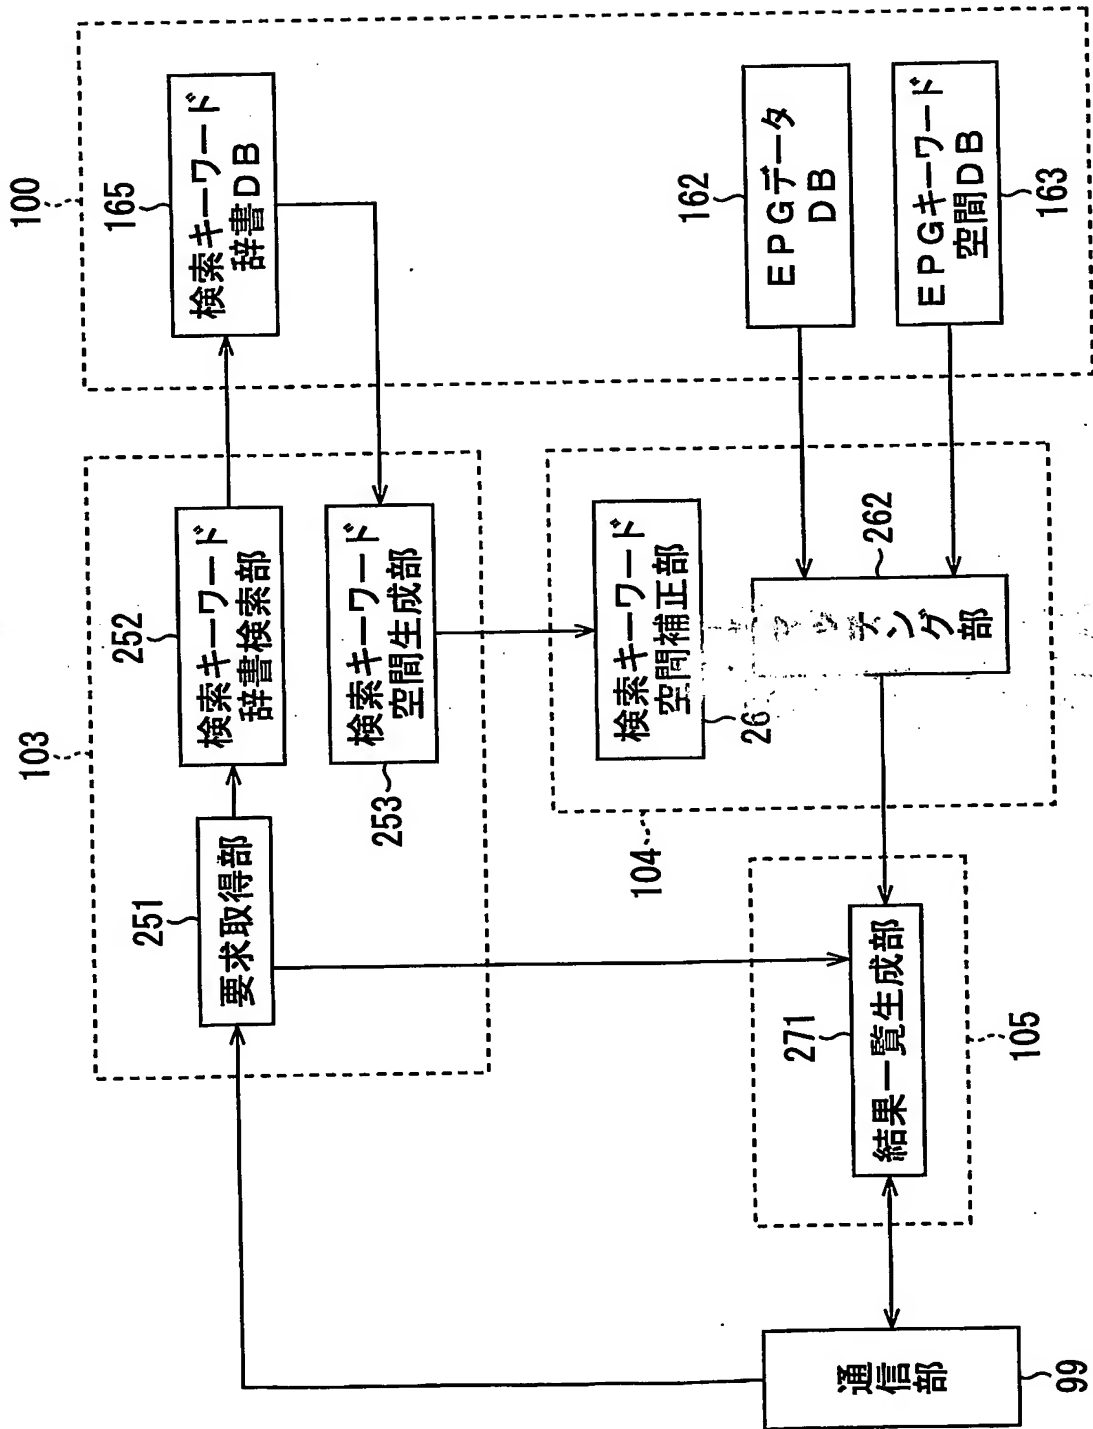 100
103
251
要求取得部
252
検索キーワード
辞書検索部
165
検索キーワード
辞書DB
検索キーワード
空間生成部
253
検索キーワード
空間補正部
26
104
162
EPGデータ
DB
マッチング部
262
EPGキーワード
空間DB
163
271
結果一覧生成部
105
通信部
99